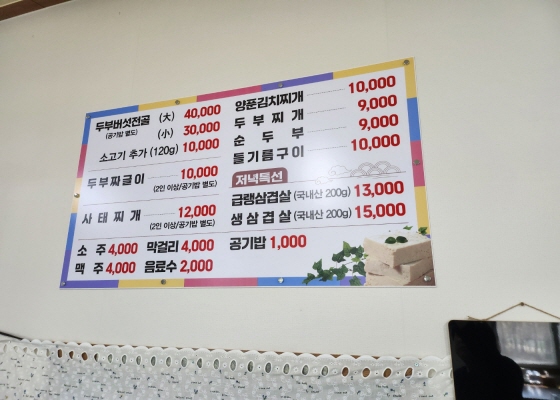 두부버섯전골 (大) 40,000
(공기밥 별도) (小) 30,000
소고기 추가 (120g) 10,000
두부짜글이 10,000
(2인 이상/공기밥 별도)
사태찌개 12,000
(2인 이상/공기밥 별도)
소주 4,000 막걸리 4,000
맥주 4,000 음료수 2,000
양푼김치찌개 10,000
두부찌개 9,000
순두부 9,000
들기름구이 10,000
저녁특선
급랭삼겹살 (국내산 200g) 13,000
생삼겹살 (국내산 200g) 15,000
공기밥 1,000